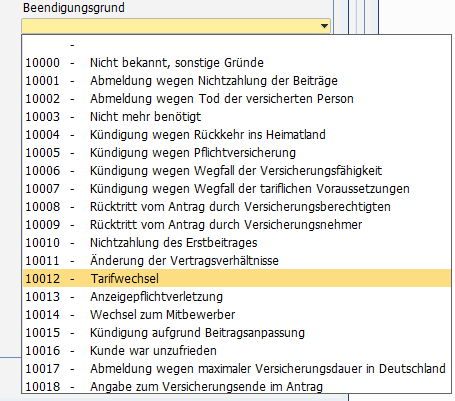 Beendigungsgrund
-
10000 - Nicht bekannt, sonstige Gründe
10001 - Abmeldung wegen Nichtzahlung der Beiträge
10002 - Abmeldung wegen Tod der versicherten Person
10003 - Nicht mehr benötigt
10004 - Kündigung wegen Rückkehr ins Heimatland
10005 - Kündigung wegen Pflichtversicherung
10006 - Kündigung wegen Wegfall der Versicherungsfähigkeit
10007 - Kündigung wegen Wegfall der tariflichen Voraussetzungen
10008 - Rücktritt vom Antrag durch Versicherungsberechtigten
10009 - Rücktritt vom Antrag durch Versicherungsnehmer
10010 - Nichtzahlung des Erstbeitrages
10011 - Änderung der Vertragsverhältnisse
10012 - Tarifwechsel
10013 - Anzeigepflichtverletzung
10014 - Wechsel zum Mitbewerber
10015 - Kündigung aufgrund Beitragsanpassung
10016 - Kunde war unzufrieden
10017 - Abmeldung wegen maximaler Versicherungsdauer in Deutschland
10018 - Angabe zum Versicherungsende im Antrag